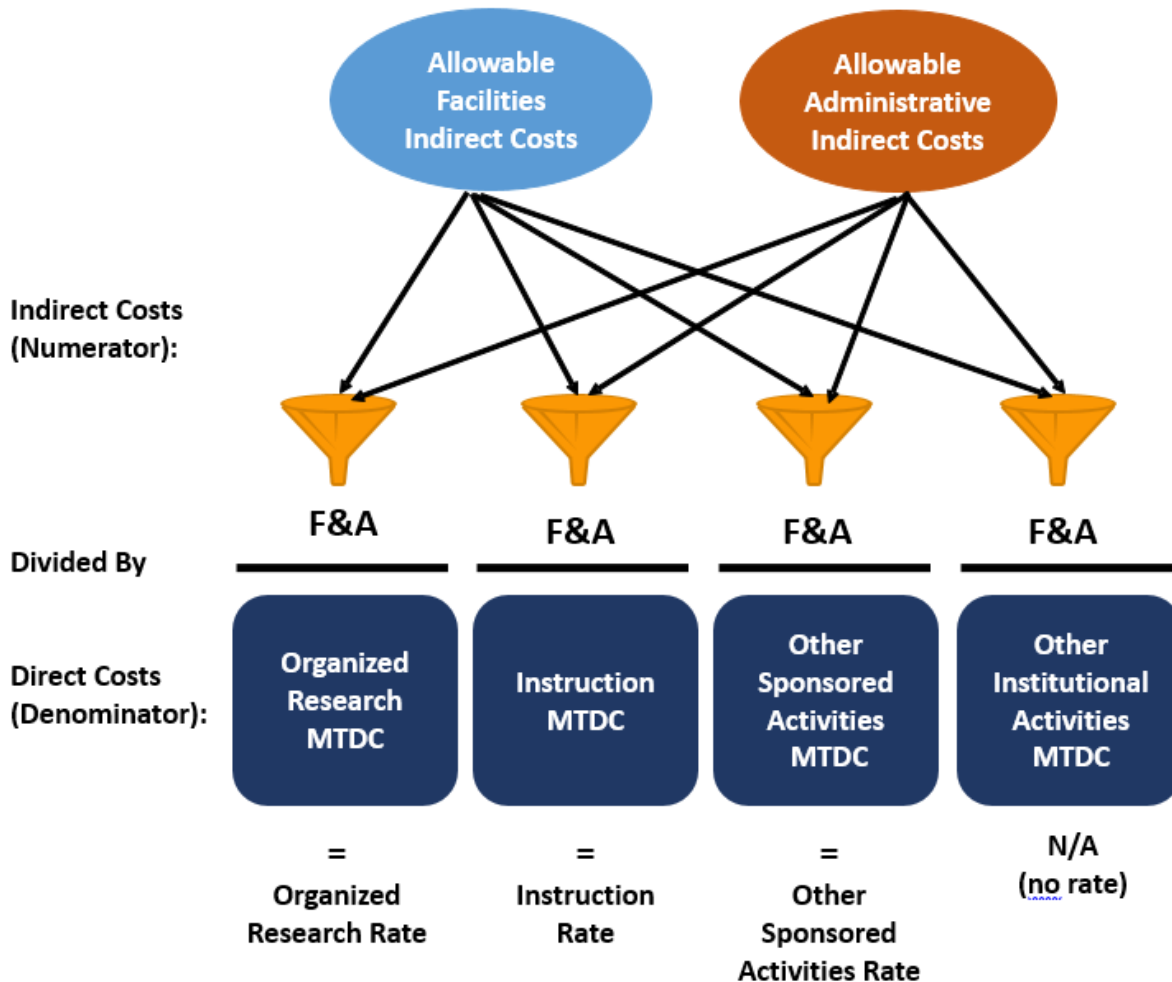 Allowable
Facilities
Indirect Costs
Allowable
Administrative
Indirect Costs
Indirect Costs
(Numerator):
F&A
F&A
F&A
F&A
Divided By
Direct Costs
(Denominator):
Organized
Research
MTDC
Instruction
MTDC
Other
Sponsored
Activities
MTDC
Other
Institutional
Activities
MTDC
=
Organized
Research Rate
=
Instruction
Rate
=
Other
Sponsored
Activities Rate
N/A
(no rate)